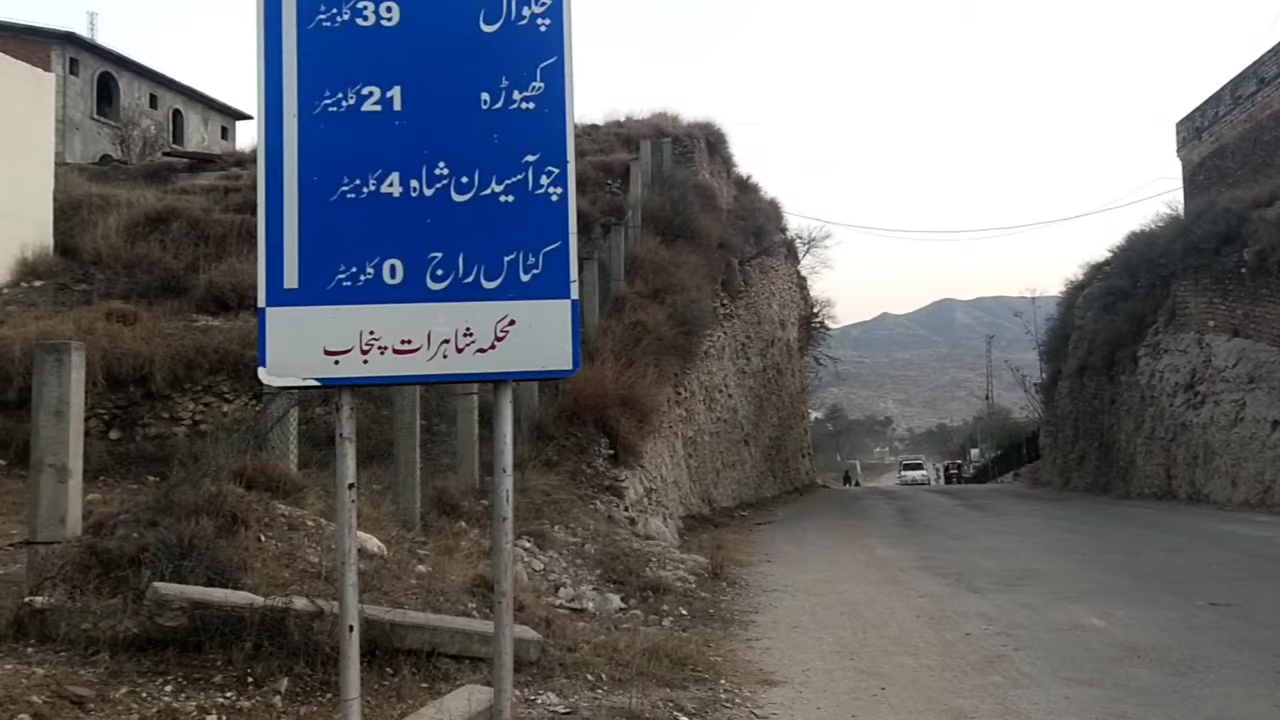 چکوال 39 کلومیٹر
کھیوڑہ 21 کلومیٹر
چوآسیدن شاہ 4 کلومیٹر
کٹاس راج 0 کلومیٹر
محکمہ شاہرات پنجاب